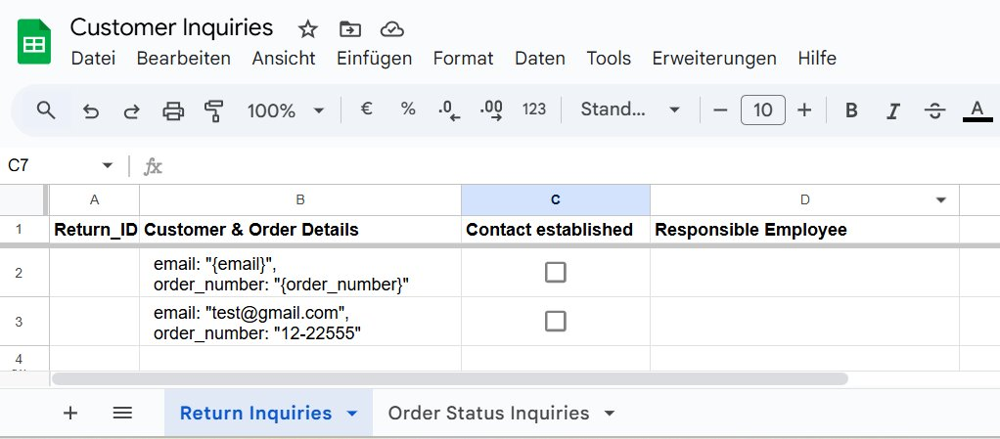 Customer Inquiries
Datei Bearbeiten Ansicht Einfügen Format Daten Tools Erweiterungen Hilfe
100% € % .0 .00 123 Stand... 10 B I S A
C7 fx
A B C D
1 Return_ID Customer & Order Details Contact established Responsible Employee
2 email: "{email}",
order_number: "{order_number}"
3 email: "test@gmail.com",
order_number: "12-22555"
4
Return Inquiries Order Status Inquiries